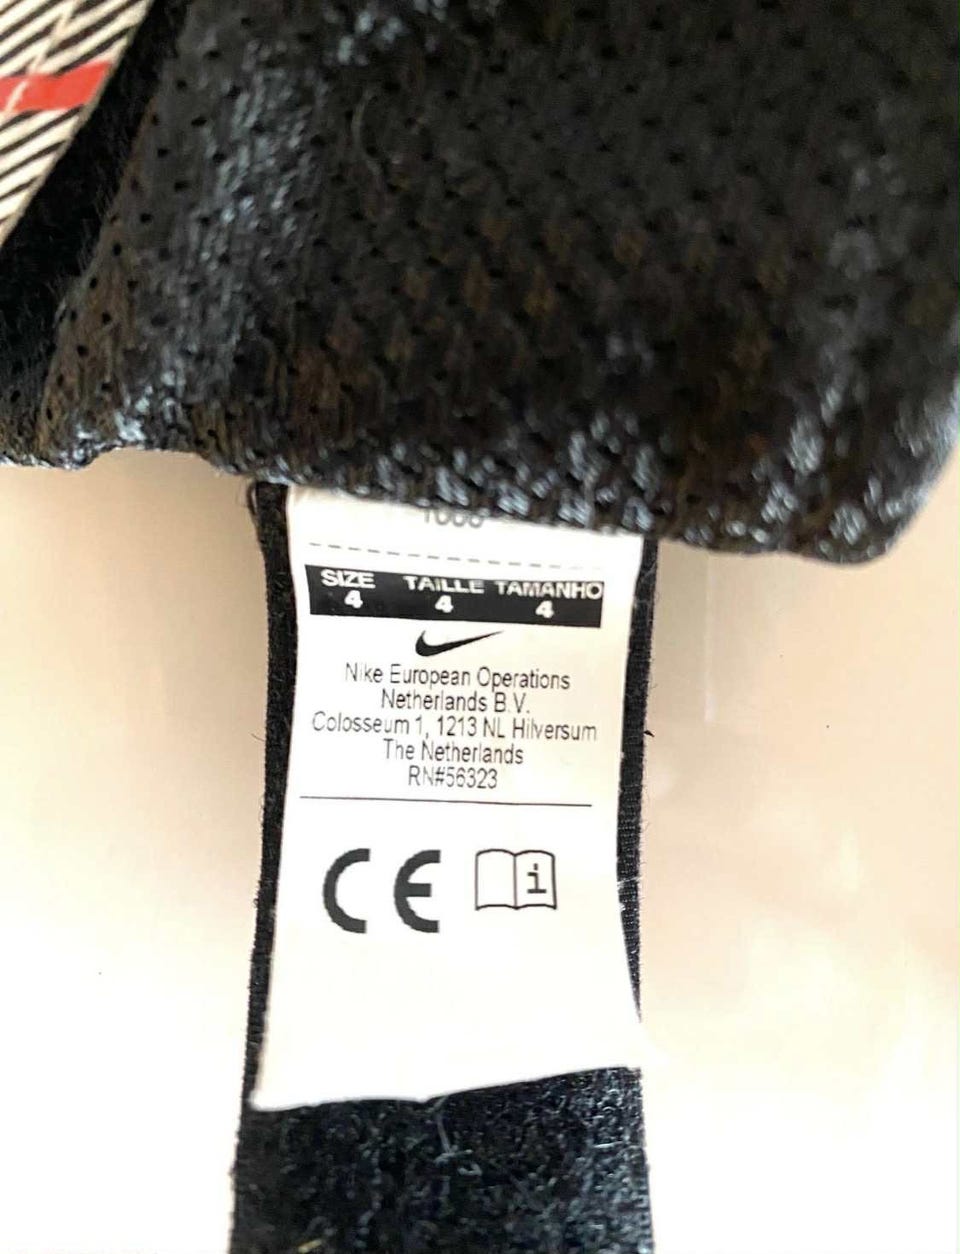 SIZE TAILLE TAMANHO
4 4 4
Nike European Operations
Netherlands B.V.
Colosseum 1, 1213 NL Hilversum
The Netherlands
RN#56323
CE
i